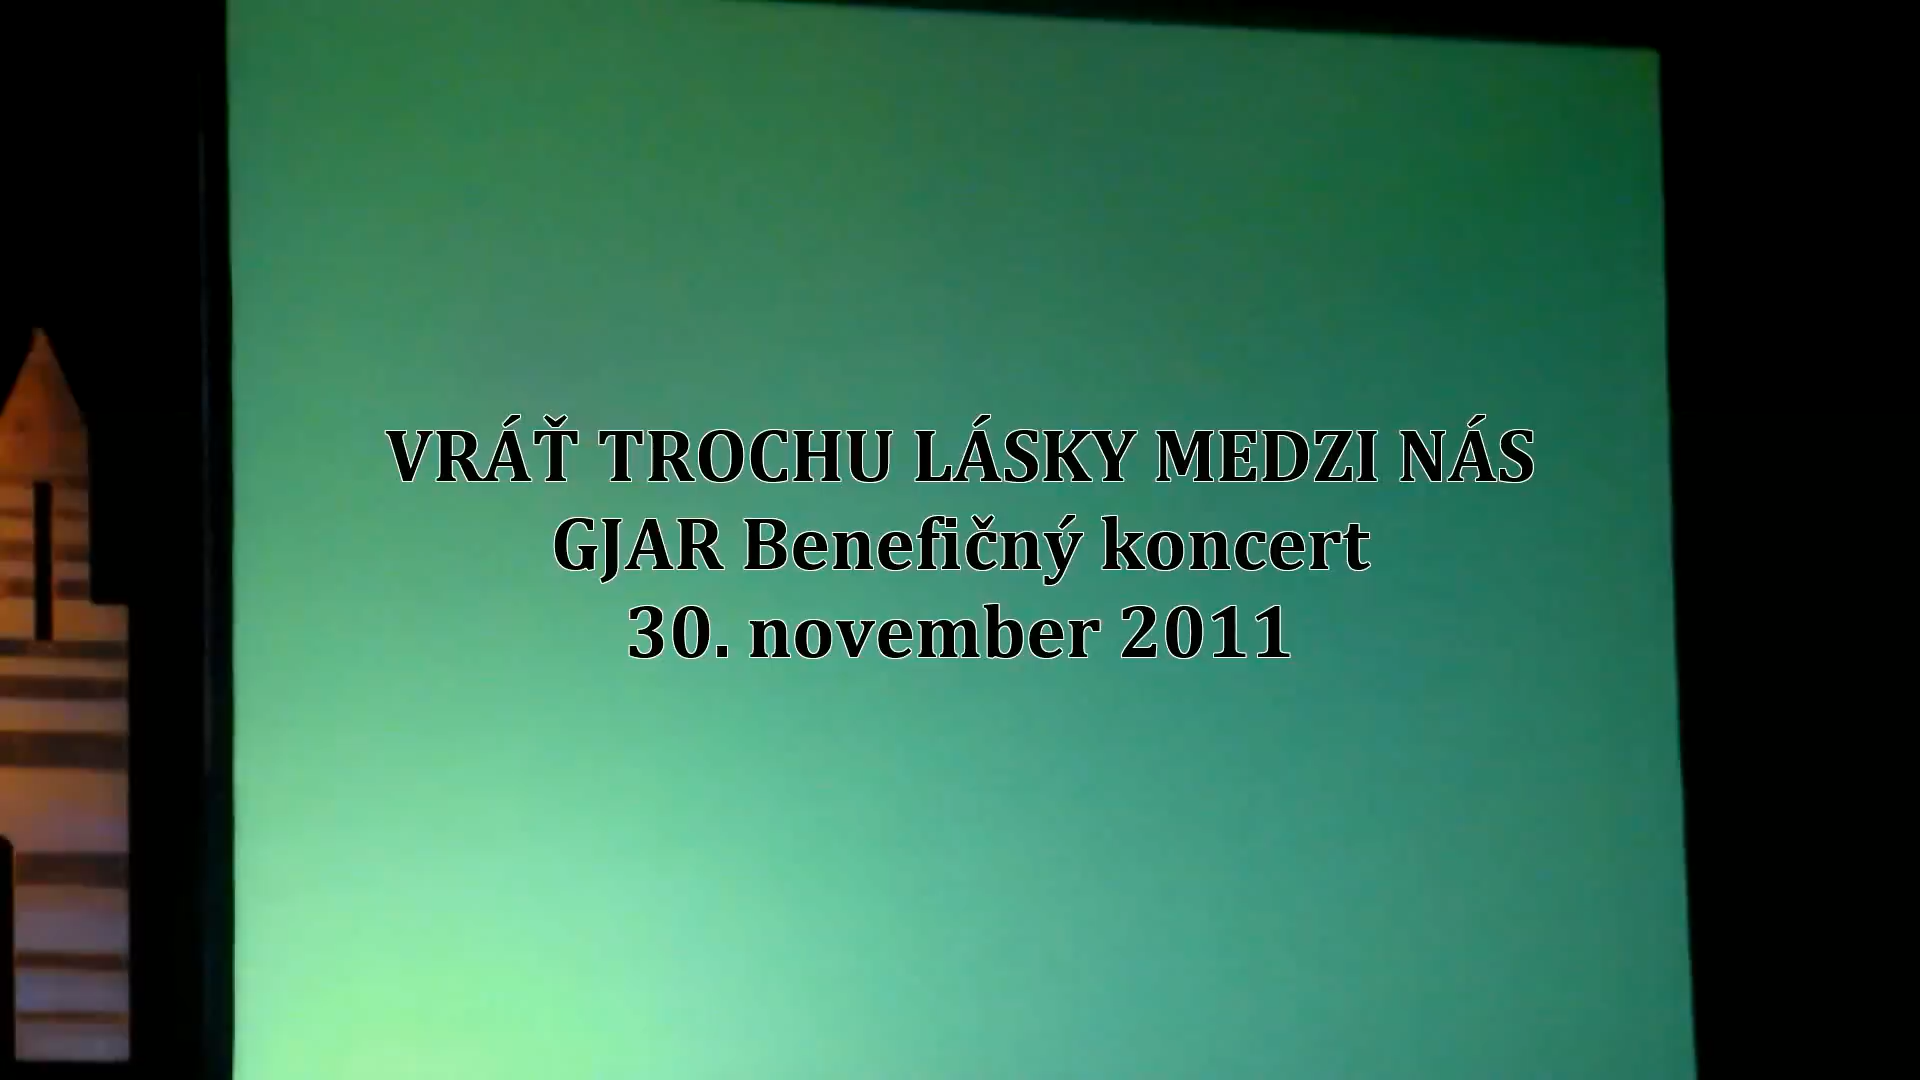 VRÁŤ TROCHU LÁSKY MEDZI NÁS
GJAR Benefičný koncert
30. november 2011